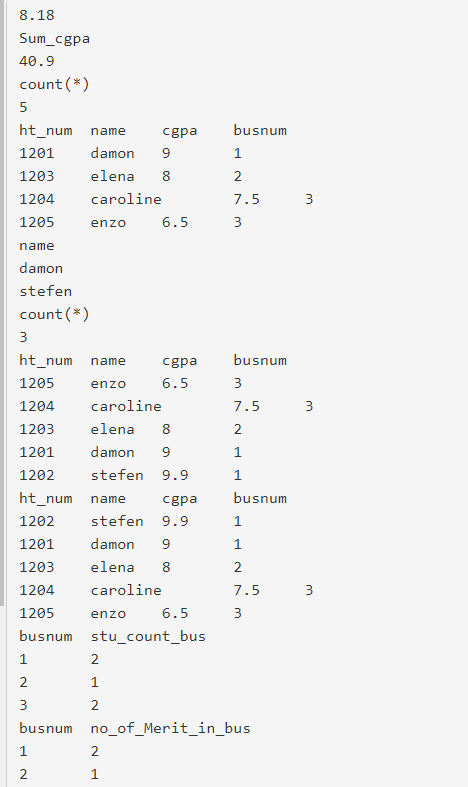 8.18
Sum_cgpa
40.9
count(*)
5
ht_num  name    cgpa    busnum
1201    damon   9       1
1203    elena   8       2
1204    caroline        7.5     3
1205    enzo    6.5     3
name
damon
stefen
count(*)
3
ht_num  name    cgpa    busnum
1205    enzo    6.5     3
1204    caroline        7.5     3
1203    elena   8       2
1201    damon   9       1
1202    stefen  9.9     1
ht_num  name    cgpa    busnum
1202    stefen  9.9     1
1201    damon   9       1
1203    elena   8       2
1204    caroline        7.5     3
1205    enzo    6.5     3
busnum  stu_count_bus
1       2
2       1
3       2
busnum  no_of_Merit_in_bus
1       2
2       1